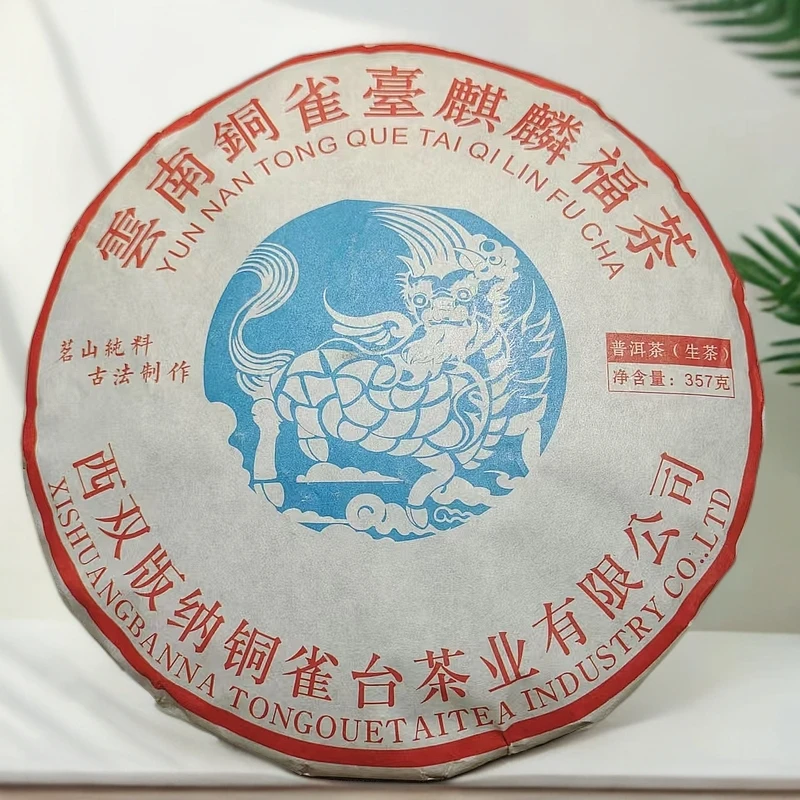 雲南銅雀臺麒麟福茶
YUN NAN TONG QUE TAI QI LIN FU CHA
茗山純料
古法制作
普洱茶（生茶）
净含量：357克
西双版纳铜雀台茶业有限公司
XISHUANGBANNA TONGQUETAITEA INDUSTRY CO.,LTD